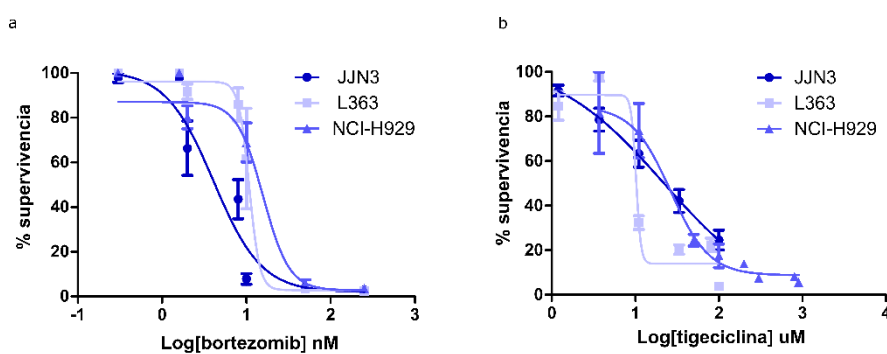 a
% supervivencia
100
80
60
40
20
0
-1
0
1
2
3
Log[bortezomib] nM
JJN3
L363
NCI-H929
b
% supervivencia
100
80
60
40
20
0
0
1
2
3
4
Log[tigeciclina] uM
JJN3
L363
NCI-H929